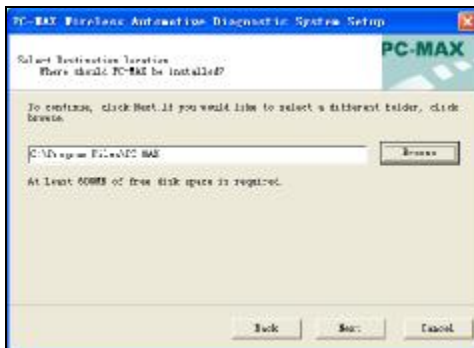 PC-MAX Wireless Automotive Diagnostic System Setup
Select Destination location
Where should PC-MAX be installed?
PC-MAX
To continue, click Next.If you would like to select a different folder, click
browse.
C:\Program Files\PC MAX
Browse
At Least 600MB of free disk space is required.
Back
Next
Cancel